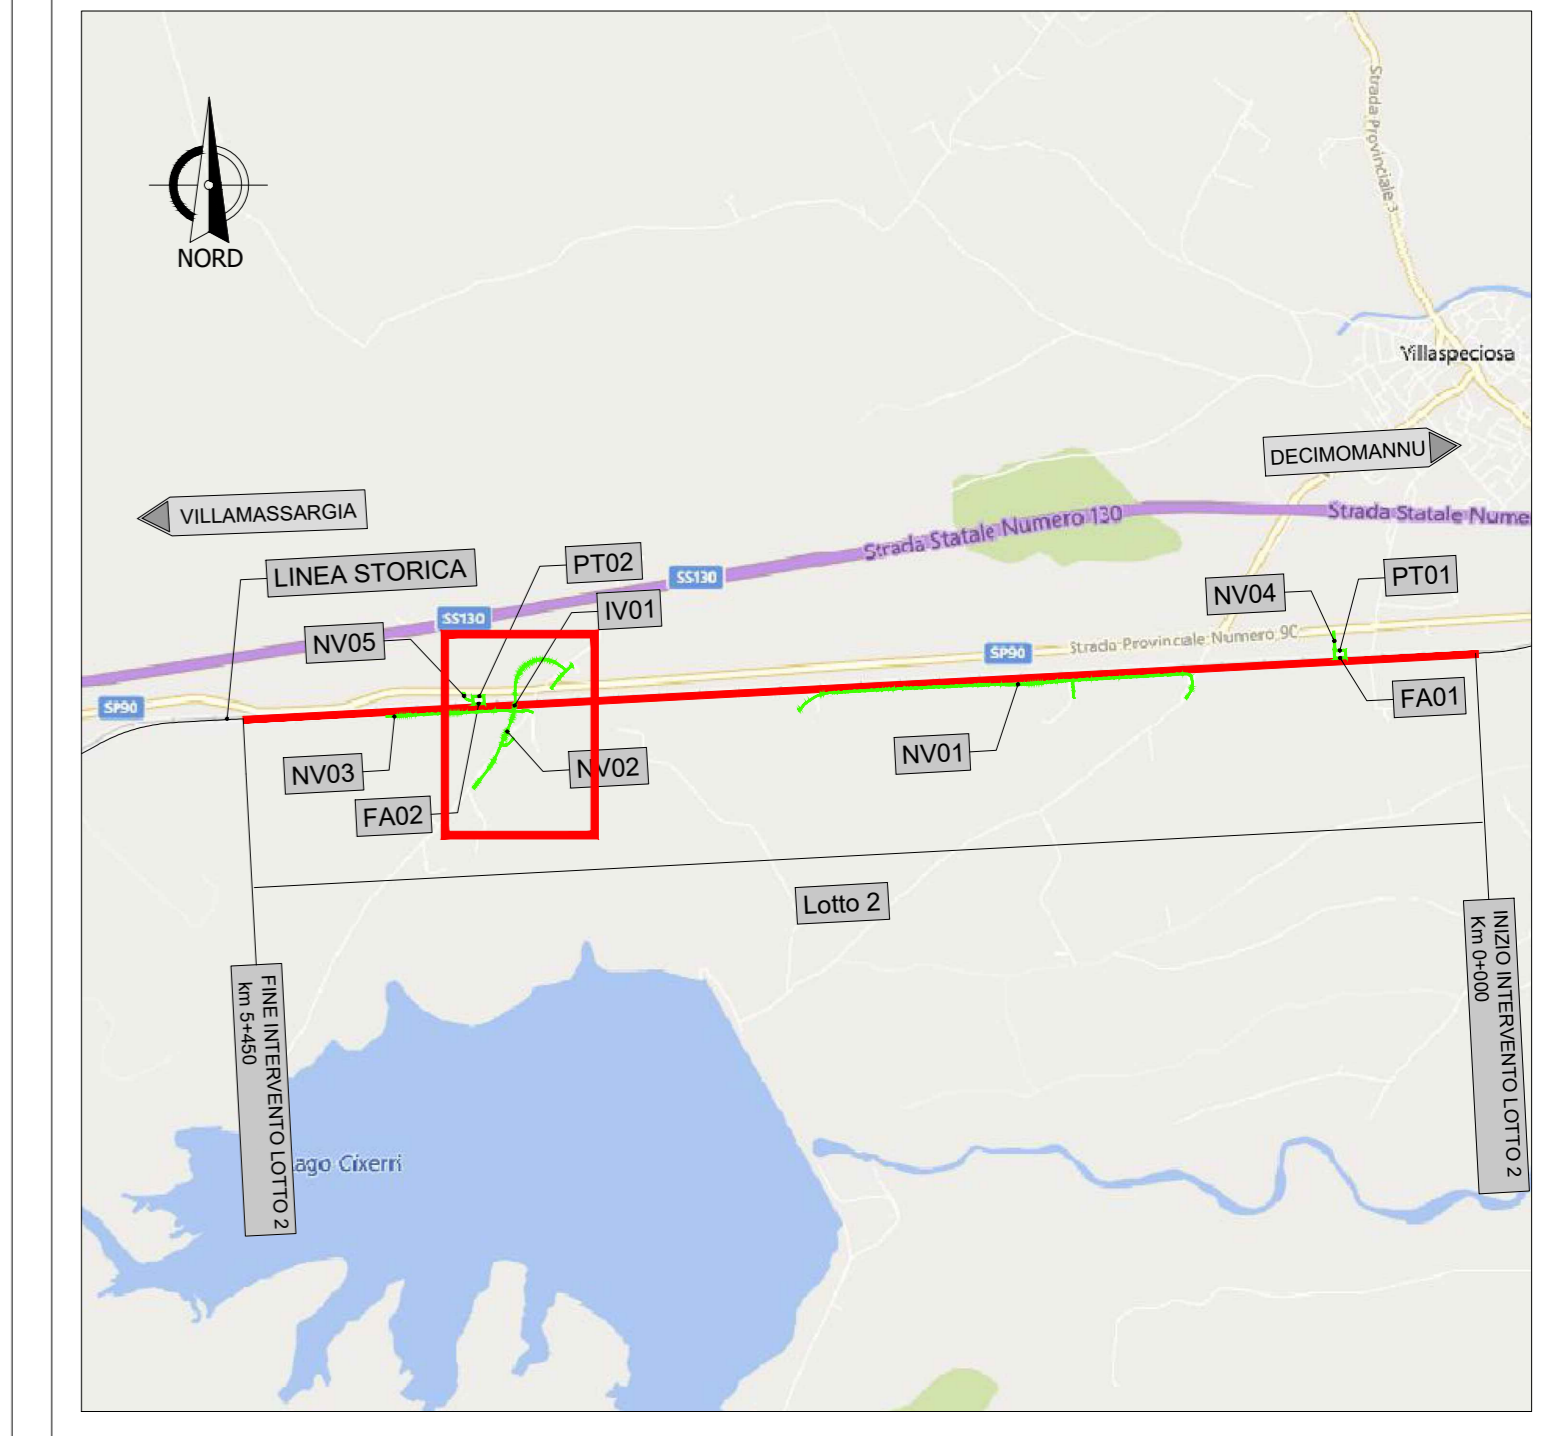 Strada Provinciale 3
NORD
Villaspeciosa
DECIMOMANNU
VILLAMASSARGIA
Strada Statale Numero 130
Strada Statale Nume
LINEA STORICA
PT02
SS130
PT01
NV04
IV01
SS130
NV05
Strada Provinciale Numero 90
SP90
SP90
FA01
NV01
NV03
NV02
FA02
Lotto 2
INIZIO INTERVENTO LOTTO 2
Km 0+000
FINE INTERVENTO LOTTO 2
km 5+450
ago Cixerri